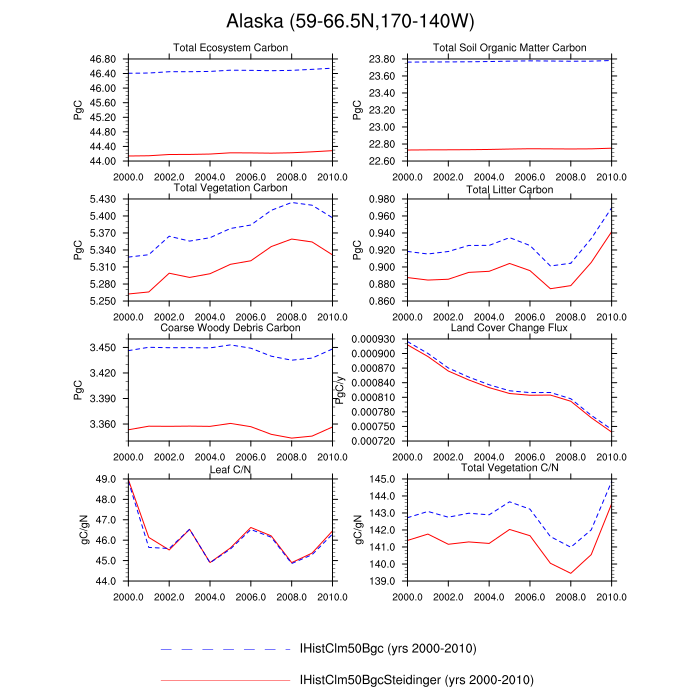 Alaska (59-66.5N,170-140W)
Total Ecosystem Carbon
PgC
46.80
46.40
46.00
45.60
45.20
44.80
44.40
44.00
2000.0 2002.0 2004.0 2006.0 2008.0 2010.0
Total Soil Organic Matter Carbon
PgC
23.80
23.60
23.40
23.20
23.00
22.80
22.60
2000.0 2002.0 2004.0 2006.0 2008.0 2010.0
Total Vegetation Carbon
PgC
5.430
5.400
5.370
5.340
5.310
5.280
5.250
2000.0 2002.0 2004.0 2006.0 2008.0 2010.0
Total Litter Carbon
PgC
0.980
0.960
0.940
0.920
0.900
0.880
0.860
2000.0 2002.0 2004.0 2006.0 2008.0 2010.0
Coarse Woody Debris Carbon
PgC
3.450
3.420
3.390
3.360
2000.0 2002.0 2004.0 2006.0 2008.0 2010.0
Land Cover Change Flux
PgC/y
0.000930
0.000900
0.000870
0.000840
0.000810
0.000780
0.000750
0.000720
2000.0 2002.0 2004.0 2006.0 2008.0 2010.0
Leaf C/N
gC/gN
49.0
48.0
47.0
46.0
45.0
44.0
2000.0 2002.0 2004.0 2006.0 2008.0 2010.0
Total Vegetation C/N
gC/gN
145.0
144.0
143.0
142.0
141.0
140.0
139.0
2000.0 2002.0 2004.0 2006.0 2008.0 2010.0
IHistClm50Bgc (yrs 2000-2010)
IHistClm50BgcSteidinger (yrs 2000-2010)